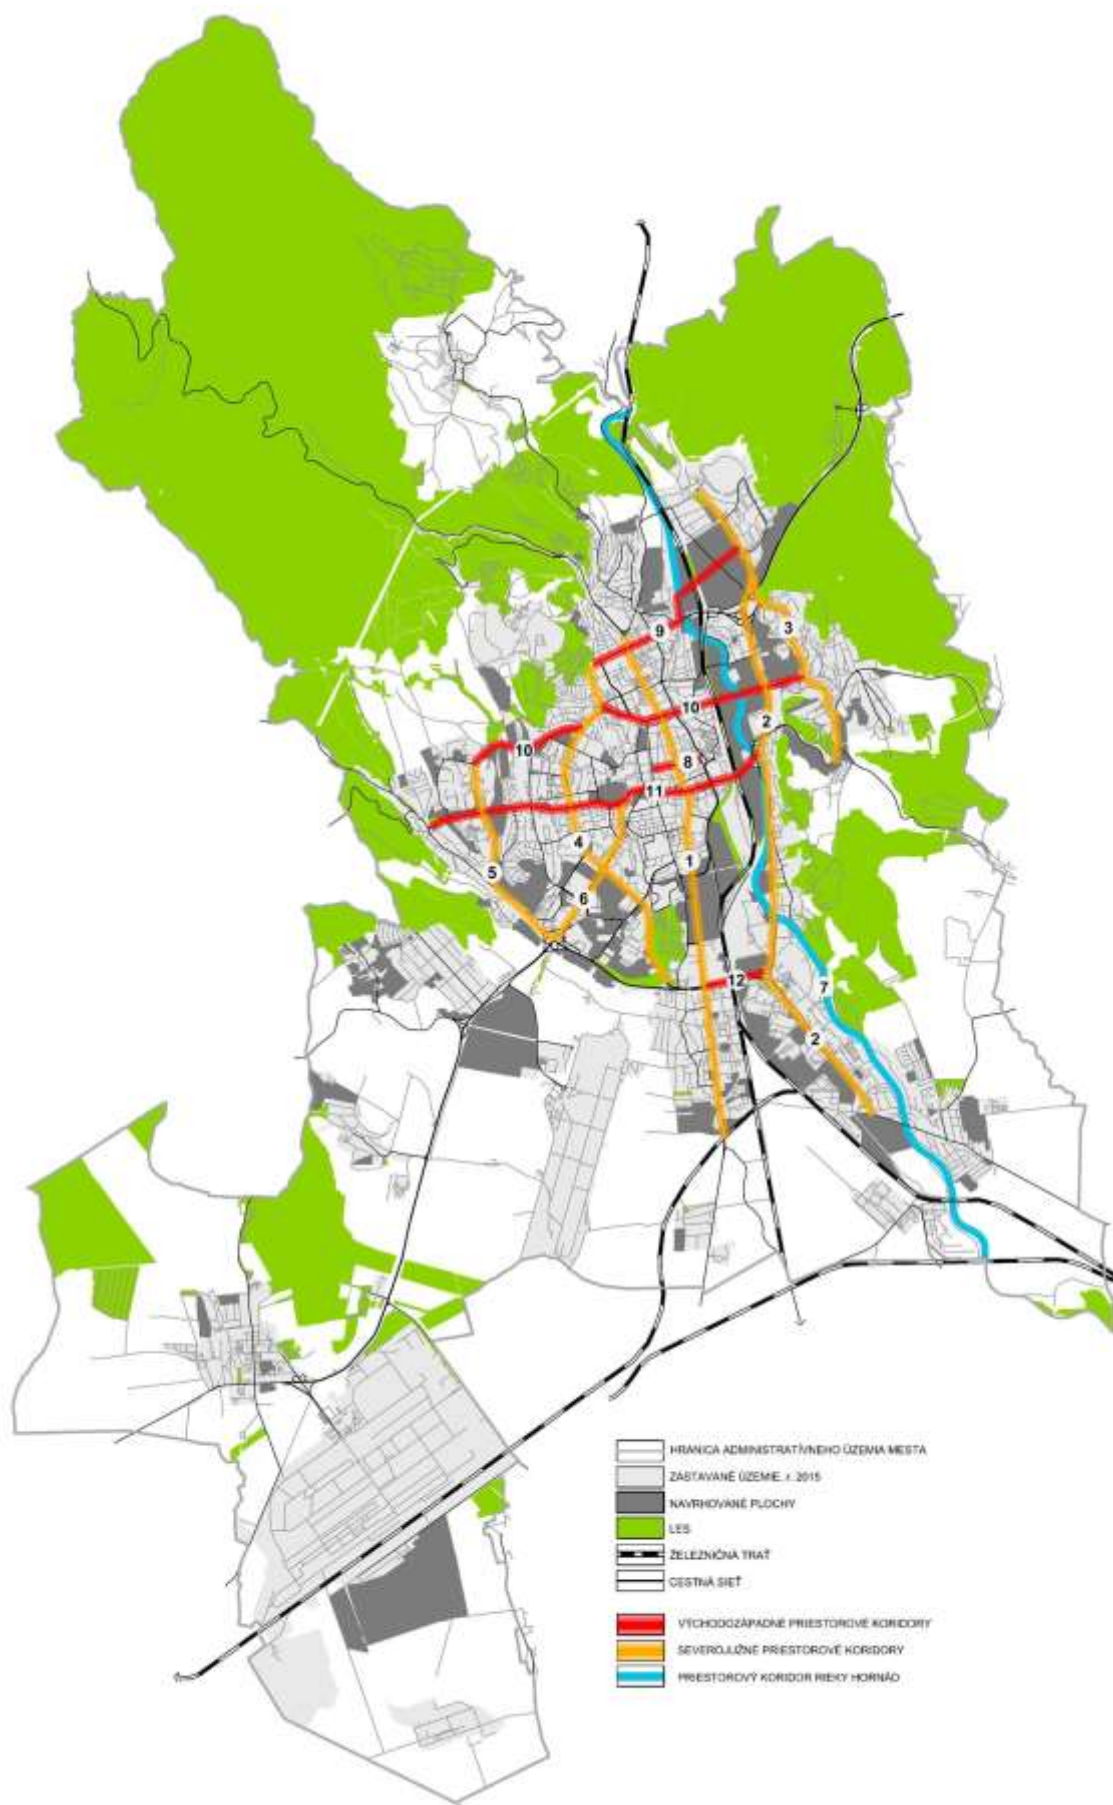 9
3
10
2
10
8
11
4
1
5
6
12
7
2
HRANICA ADMINISTRATÍVNEHO ÚZEMIA MESTA
ZASTAVANÉ ÚZEMIE, r. 2015
NAVRHOVANÉ PLOCHY
LES
ŽELEZNIČNÁ TRAŤ
CESTNÁ SIEŤ
VÝCHODOZÁPADNÉ PRIESTOROVÉ KORIDORY
SEVEROJUŽNÉ PRIESTOROVÉ KORIDORY
PRIESTOROVÝ KORIDOR RIEKY HORNÁD